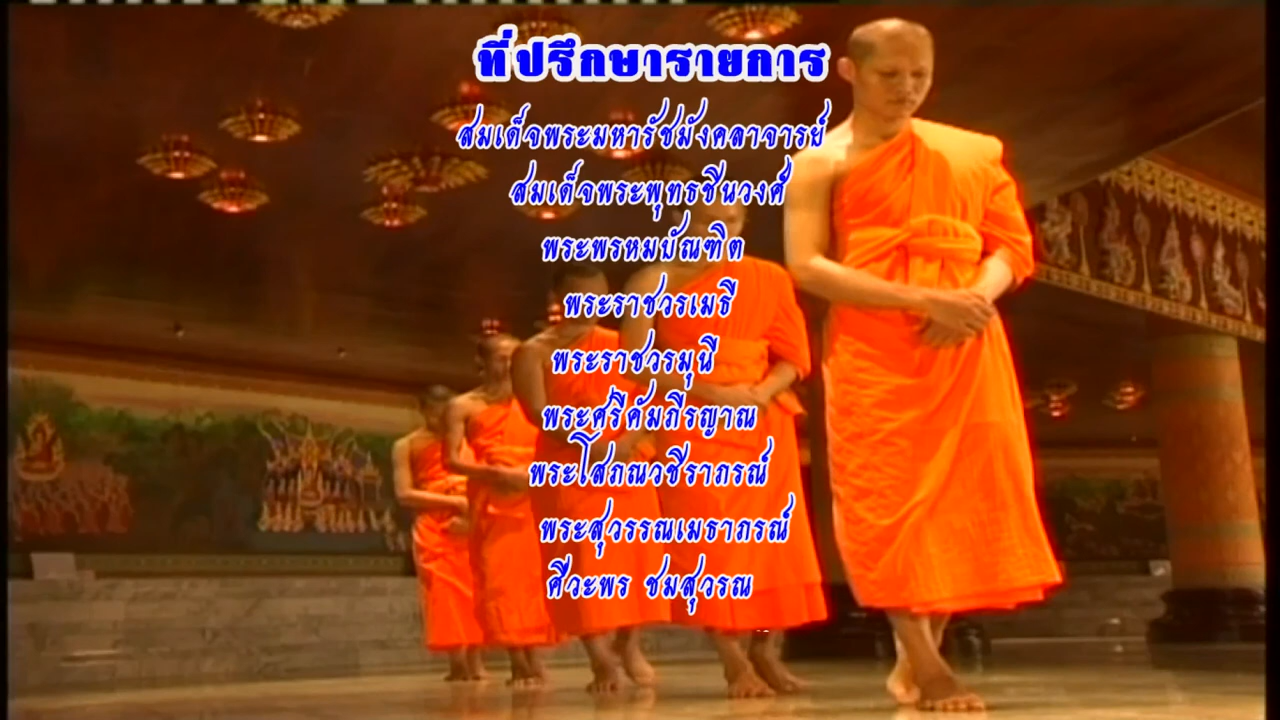 ที่ปรึกษารายการ
สมเด็จพระมหารัชมังคลาจารย์
สมเด็จพระพุทธชินวงศ์
พระพรหมบัณฑิต
พระราชวรเมธี
พระราชวรมุนี
พระศรีคัมภีรญาณ
พระโสภณวชิราภรณ์
พระสุวรรณเมธาภรณ์
ศิวะพร ชมสุวรณ